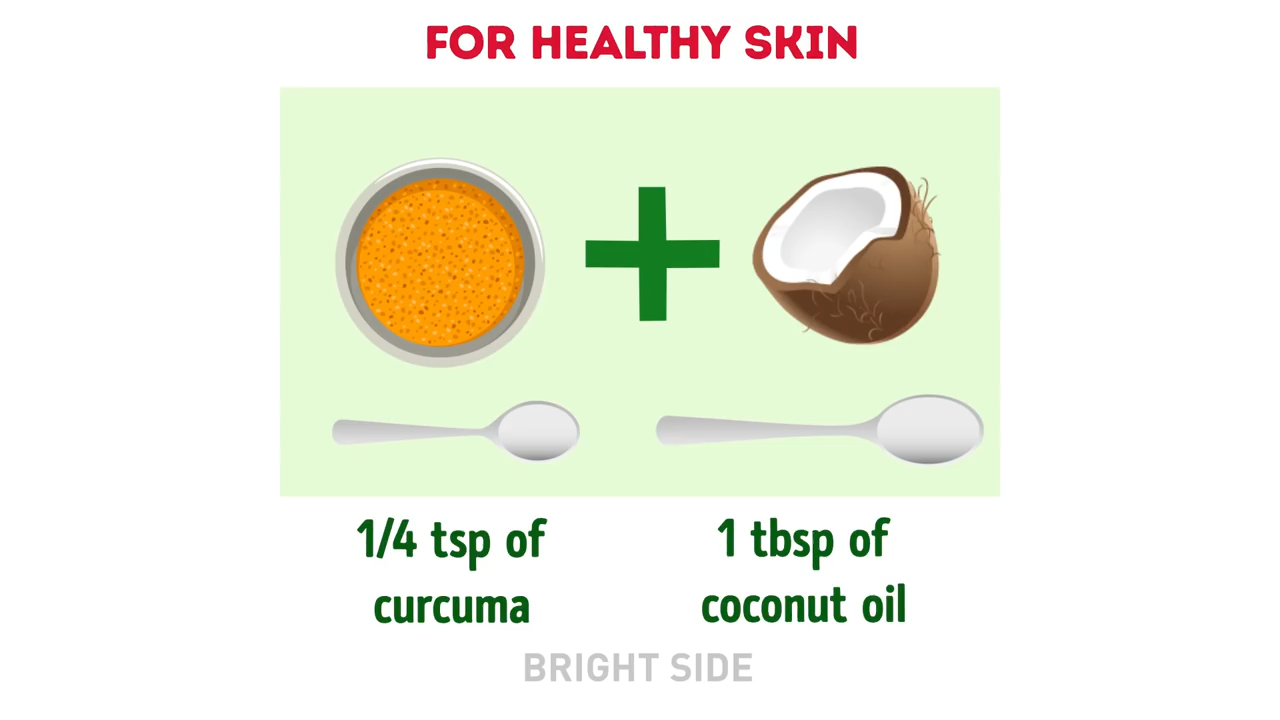 FOR HEALTHY SKIN
1/4 tsp of
curcuma
1 tbsp of
coconut oil
BRIGHT SIDE